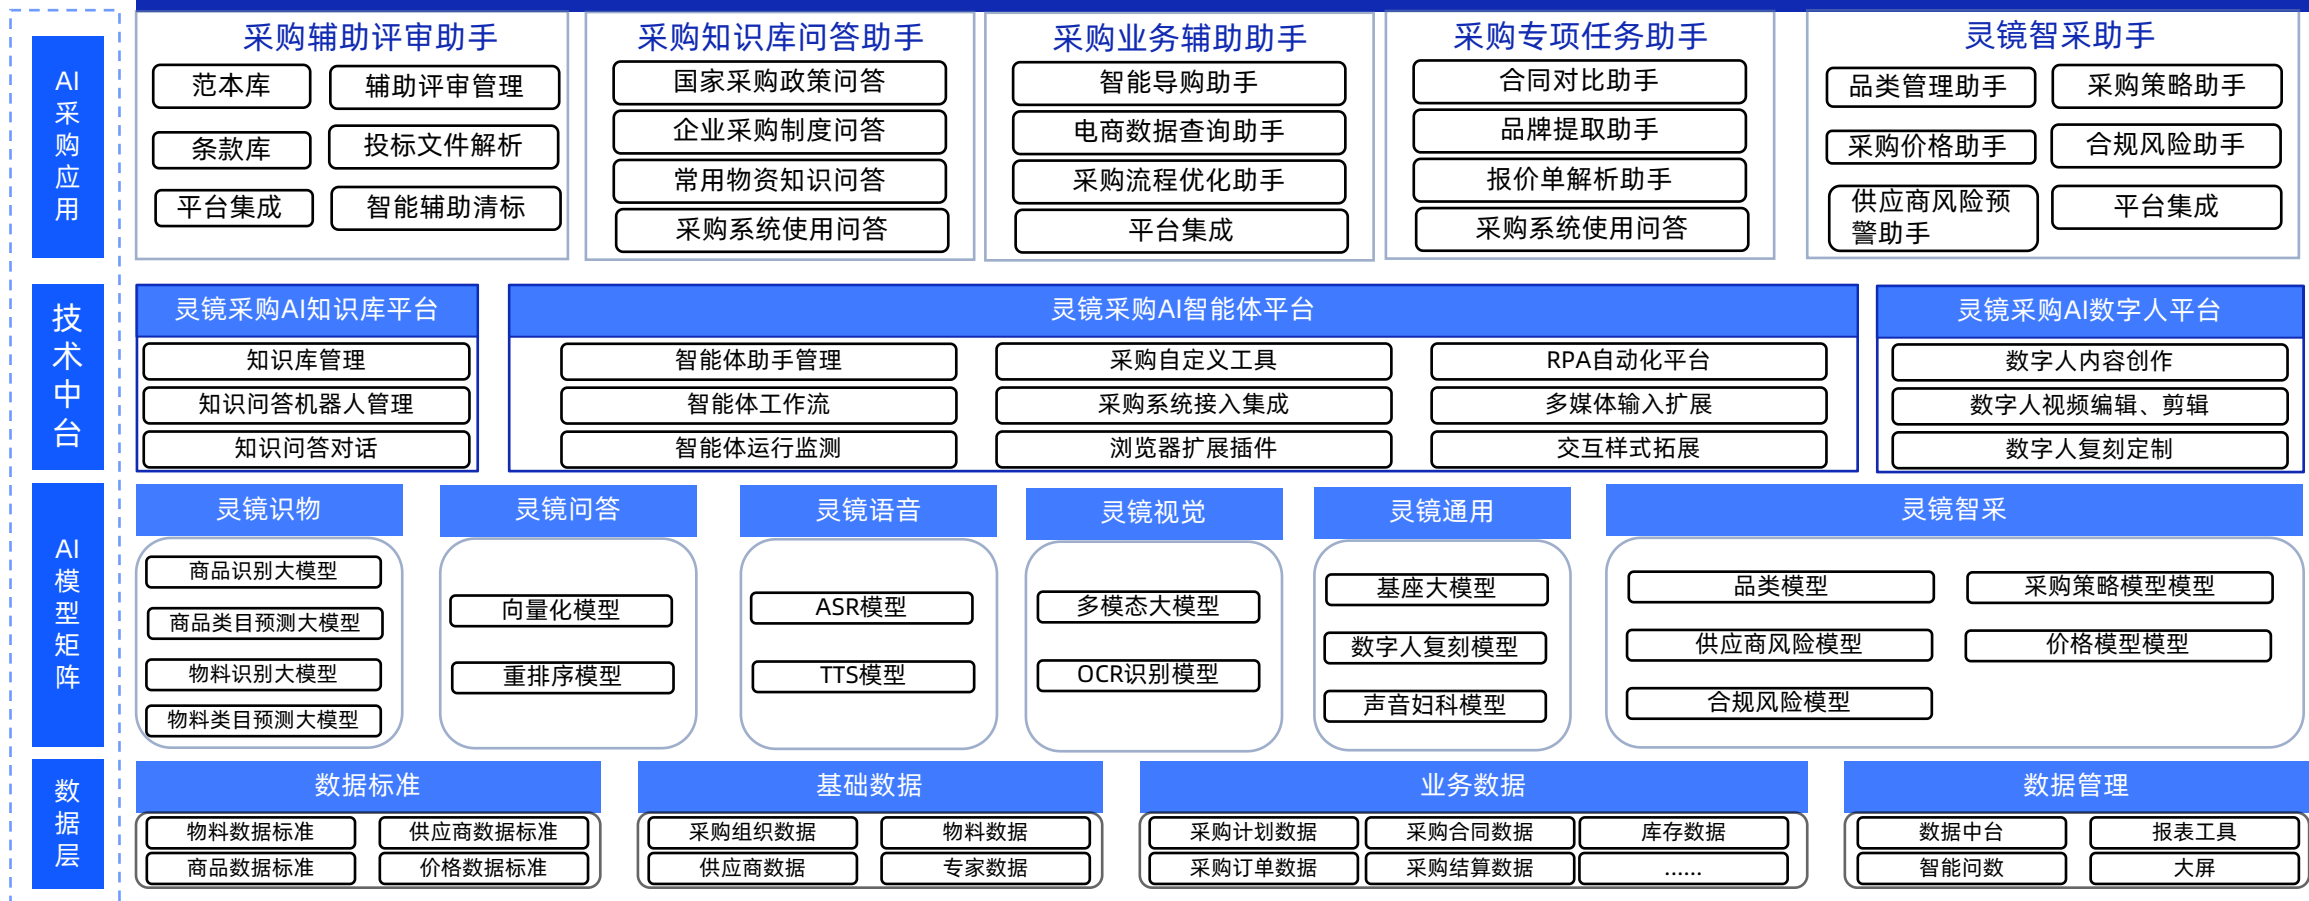 AI
采
购
应
用
采购辅助评审助手
范本库
辅助评审管理
条款库
投标文件解析
平台集成
智能辅助清标
采购知识库问答助手
国家采购政策问答
企业采购制度问答
常用物资知识问答
采购系统使用问答
采购业务辅助助手
智能导购助手
电商数据查询助手
采购流程优化助手
平台集成
采购专项任务助手
合同对比助手
品牌提取助手
报价单解析助手
采购系统使用问答
灵镜智采助手
品类管理助手
采购策略助手
采购价格助手
合规风险助手
供应商风险预
警助手
平台集成
技
术
中
台
灵镜采购AI知识库平台
知识库管理
知识问答机器人管理
知识问答对话
灵镜采购AI智能体平台
智能体助手管理
采购自定义工具
RPA自动化平台
智能体工作流
采购系统接入集成
多媒体输入扩展
智能体运行监测
浏览器扩展插件
交互样式拓展
灵镜采购AI数字人平台
数字人内容创作
数字人视频编辑、剪辑
数字人复刻定制
AI
模
型
矩
阵
灵镜识物
商品识别大模型
商品类目预测大模型
物料识别大模型
物料类目预测大模型
灵镜问答
向量化模型
重排序模型
灵镜语音
ASR模型
TTS模型
灵镜视觉
多模态大模型
OCR识别模型
灵镜通用
基座大模型
数字人复刻模型
声音妇科模型
灵镜智采
品类模型
采购策略模型模型
供应商风险模型
价格模型模型
合规风险模型
数
据
层
数据标准
物料数据标准
供应商数据标准
商品数据标准
价格数据标准
基础数据
采购组织数据
物料数据
供应商数据
专家数据
业务数据
采购计划数据
采购合同数据
库存数据
采购订单数据
采购结算数据
......
数据管理
数据中台
报表工具
智能问数
大屏